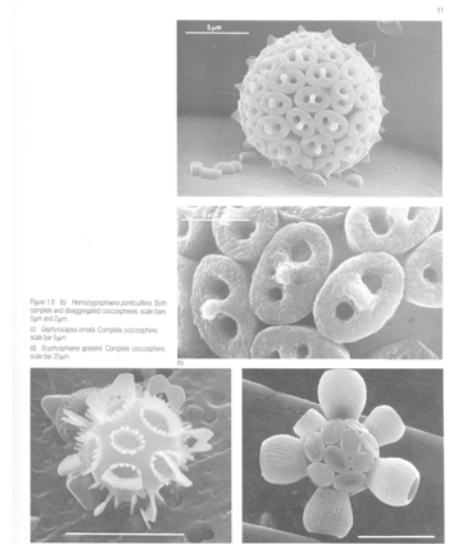 11
5 µm
Figure 1.8 (b) Homozygosphaera ponticulifera. Both
complete and disaggregated coccospheres; scale bars
5µm and 2µm.
(c) Gephyrocapsa ornata. Complete coccosphere;
scale bar 5µm.
(d) Scyphosphaera apsteinii. Complete coccosphere;
scale bar 20µm.
(b)